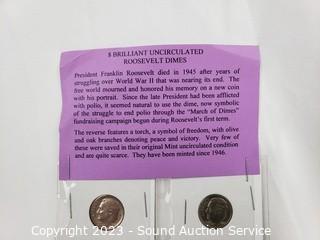 8 BRILLIANT UNCIRCULATED
ROOSEVELT DIMES
President Franklin Roosevelt died in 1945 after years of
struggling over World War II that was nearing its end. The
free world mourned and honored his memory on a new coin
with his portrait. Since the late President had been afflicted
with polio, it seemed natural to use the dime, now symbolic
of the struggle to end polio through the "March of Dimes"
fundraising campaign begun during Roosevelt's first term.
The reverse features a torch, a symbol of freedom, with olive
and oak branches denoting peace and victory. Very few of
these were saved in their original Mint uncirculated condition
and are quite scarce. They have been minted since 1946.
Copyright 2023 - Sound Auction Service